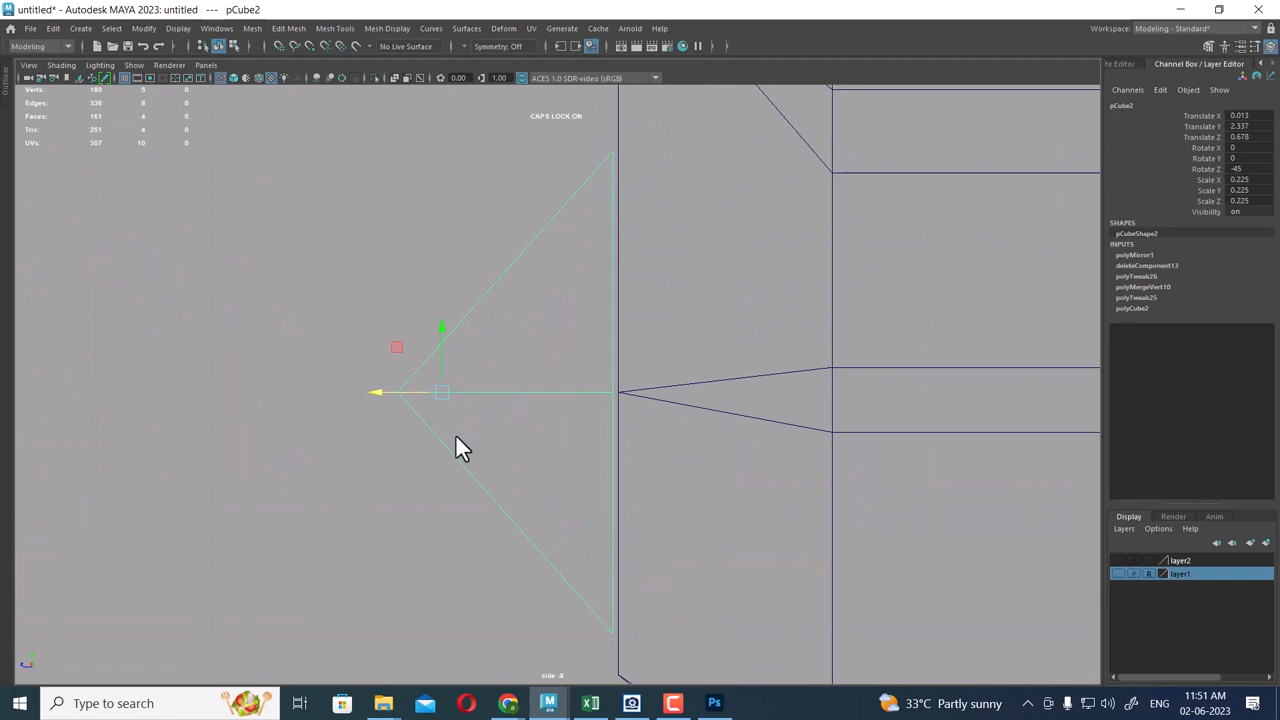 untitled* - Autodesk MAYA 2023: untitled --- pCube2
File Edit Create Select Modify Display Windows Mesh Edit Mesh Mesh Tools Mesh Display Curves Surfaces Deform UV Generate Cache Arnold Help
Workspace: Modeling - Standard*
Modeling
No Live Surface
Symmetry: Off
View Shading Lighting Show Renderer Panels
te Editor Channel Box / Layer Editor
0.00 1.00 ACES 1.0 SDR-video (sRGB)
Channels Edit Object Show
Verts: 189 5 0
Edges: 336 8 0
Faces: 161 4 0
Tris: 251 4 0
UVs: 307 10 0
CAPS LOCK ON
pCube2
Translate X 0.013
Translate Y 2.337
Translate Z 0.678
Rotate X 0
Rotate Y 0
Rotate Z -45
Scale X 0.225
Scale Y 0.225
Scale Z 0.225
Visibility on
SHAPES
pCubeShape2
INPUTS
polyMirror1
deleteComponent13
polyTweak26
polyMergeVert10
polyTweak25
polyCube2
Outliner
Display Render Anim
Layers Options Help
layer2
P R layer1
side -X
Type to search
33°C Partly sunny
ENG
11:51 AM
02-06-2023